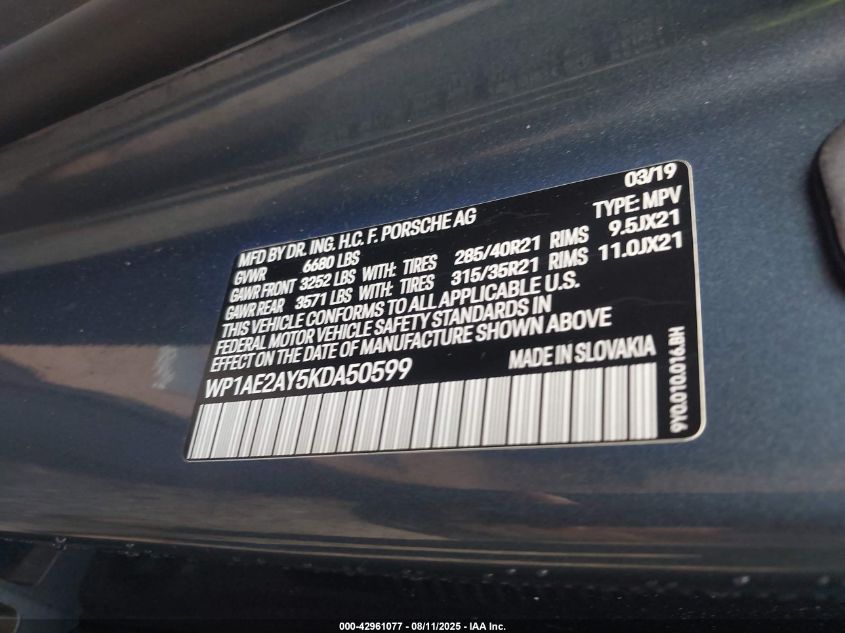 03/19
MFD BY DR. ING. H.C. F. PORSCHE AG TYPE: MPV
GVWR 6680 LBS
GAWR FRONT 3252 LBS WITH: TIRES 285/40R21 RIMS 9.5JX21
GAWR REAR 3571 LBS WITH: TIRES 315/35R21 RIMS 11.0JX21
THIS VEHICLE CONFORMS TO ALL APPLICABLE U.S.
FEDERAL MOTOR VEHICLE SAFETY STANDARDS IN
EFFECT ON THE DATE OF MANUFACTURE SHOWN ABOVE
WP1AE2AY5KDA50599 MADE IN SLOVAKIA
9Y0.010.016.BH
000-42961077 - 08/11/2025 - IAA Inc.